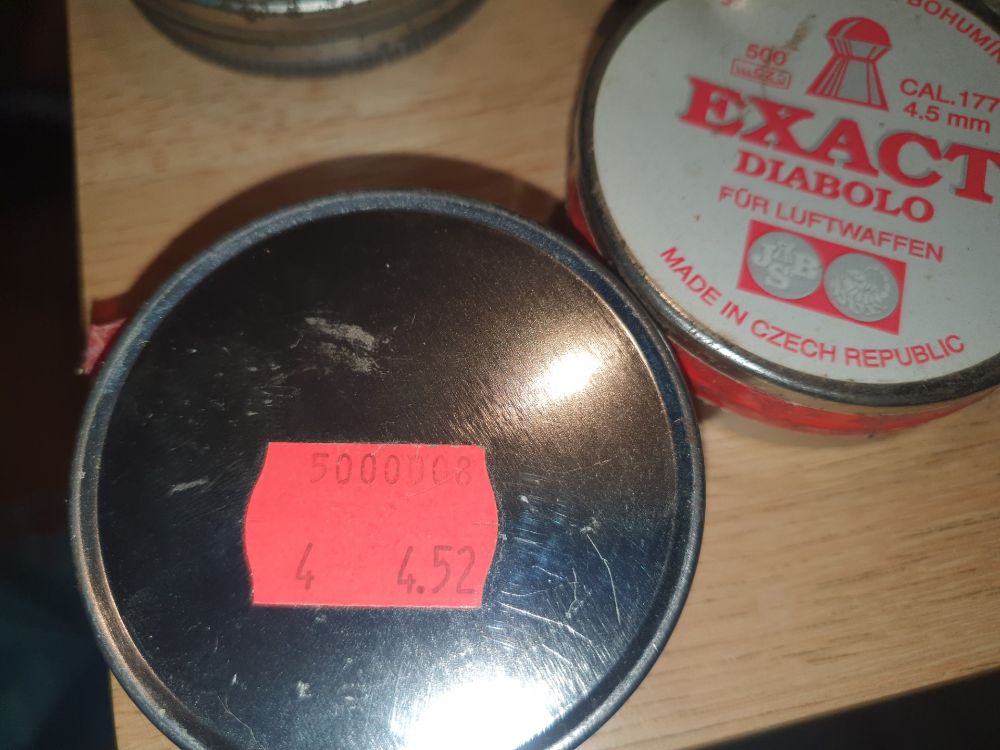 BOHUMÍN
500
CAL.177
4.5 mm
EXACT
DIABOLO
FÜR LUFTWAFFEN
JSB
MADE IN CZECH REPUBLIC
5000008
4 4.52